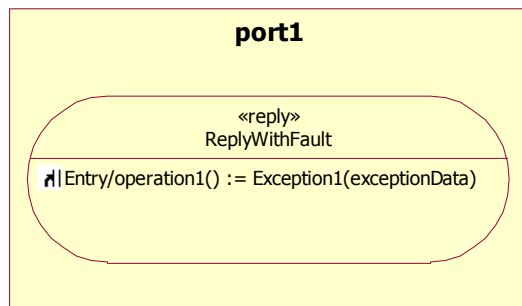 port1
«reply»
ReplyWithFault
Entry/operation1() := Exception1(exceptionData)